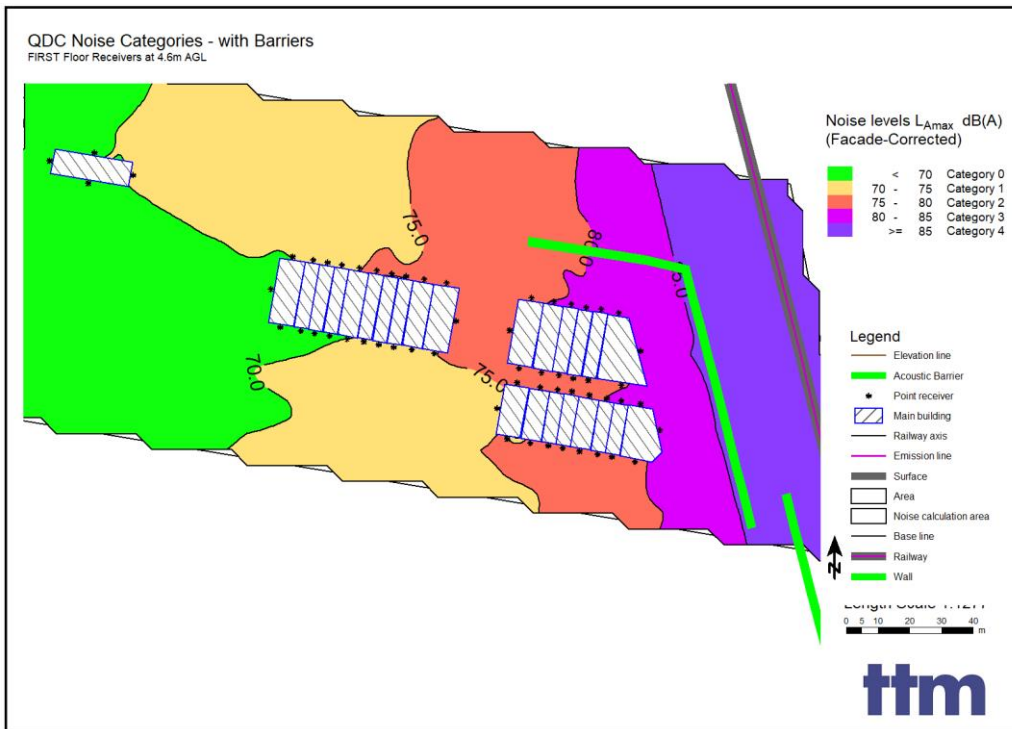 QDC Noise Categories - with Barriers
FIRST Floor Receivers at 4.6m AGL
Noise levels LAmax dB(A)
(Facade-Corrected)
< 70 Category 0
70 - 75 Category 1
75 - 80 Category 2
80 - 85 Category 3
>= 85 Category 4
75.0
70.0
75.0
Legend
Elevation line
Acoustic Barrier
Point receiver
Main building
Railway axis
Emission line
Surface
Area
Noise calculation area
Base line
Railway
Wall
Length Scale
0 5 10 20 30 40
m
ttm